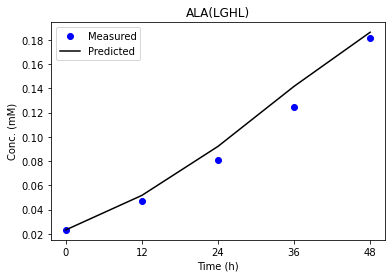 ALA(LGHL)
Measured
Predicted
Conc. (mM)
0.18
0.16
0.14
0.12
0.10
0.08
0.06
0.04
0.02
0 12 24 36 48
Time (h)